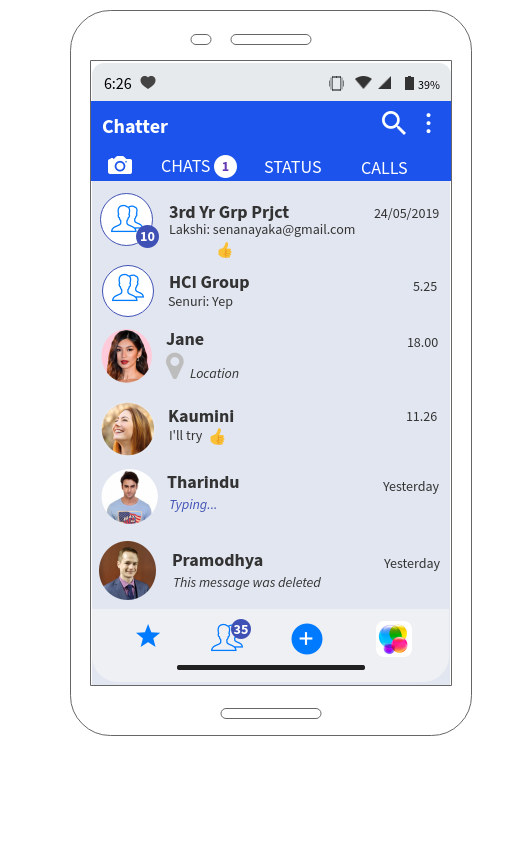 6:26
39%
Chatter
CHATS 1 STATUS CALLS
3rd Yr Grp Prjct 24/05/2019
Lakshi: senanayaka@gmail.com
👍
10
HCI Group 5.25
Senuri: Yep
Jane 18.00
Location
Kaumini 11.26
I'll try 👍
Tharindu Yesterday
Typing...
Pramodhya Yesterday
This message was deleted
35